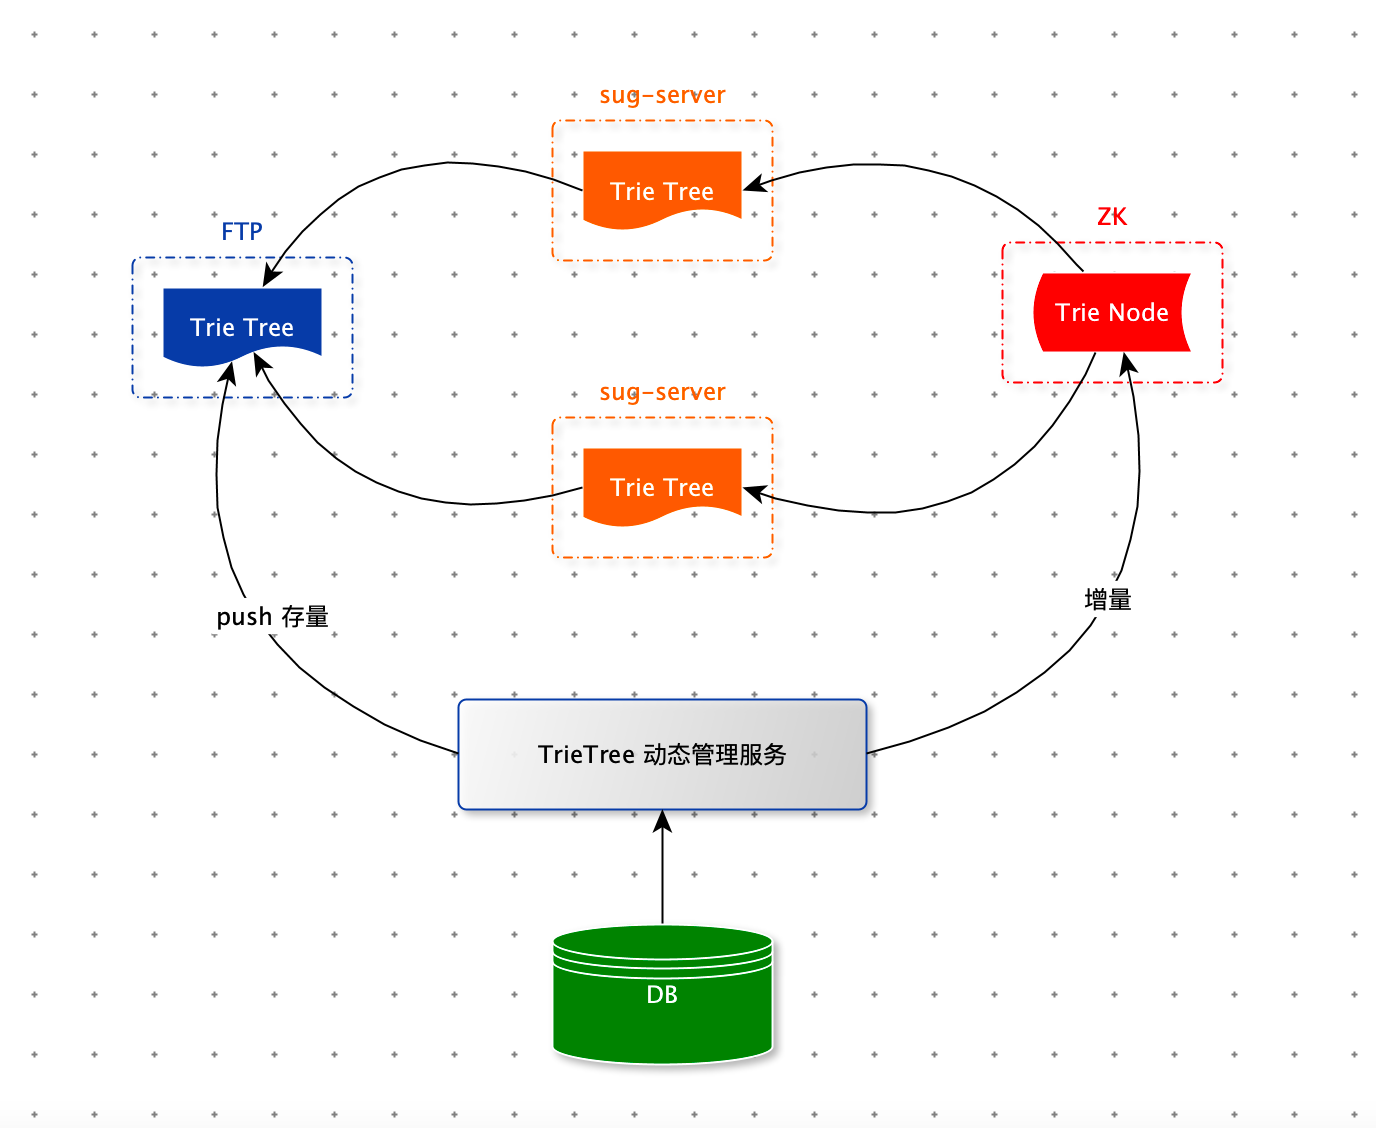 sug-server
Trie Tree
ZK
FTP
Trie Node
Trie Tree
sug-server
Trie Tree
增量
push 存量
TrieTree 动态管理服务
DB